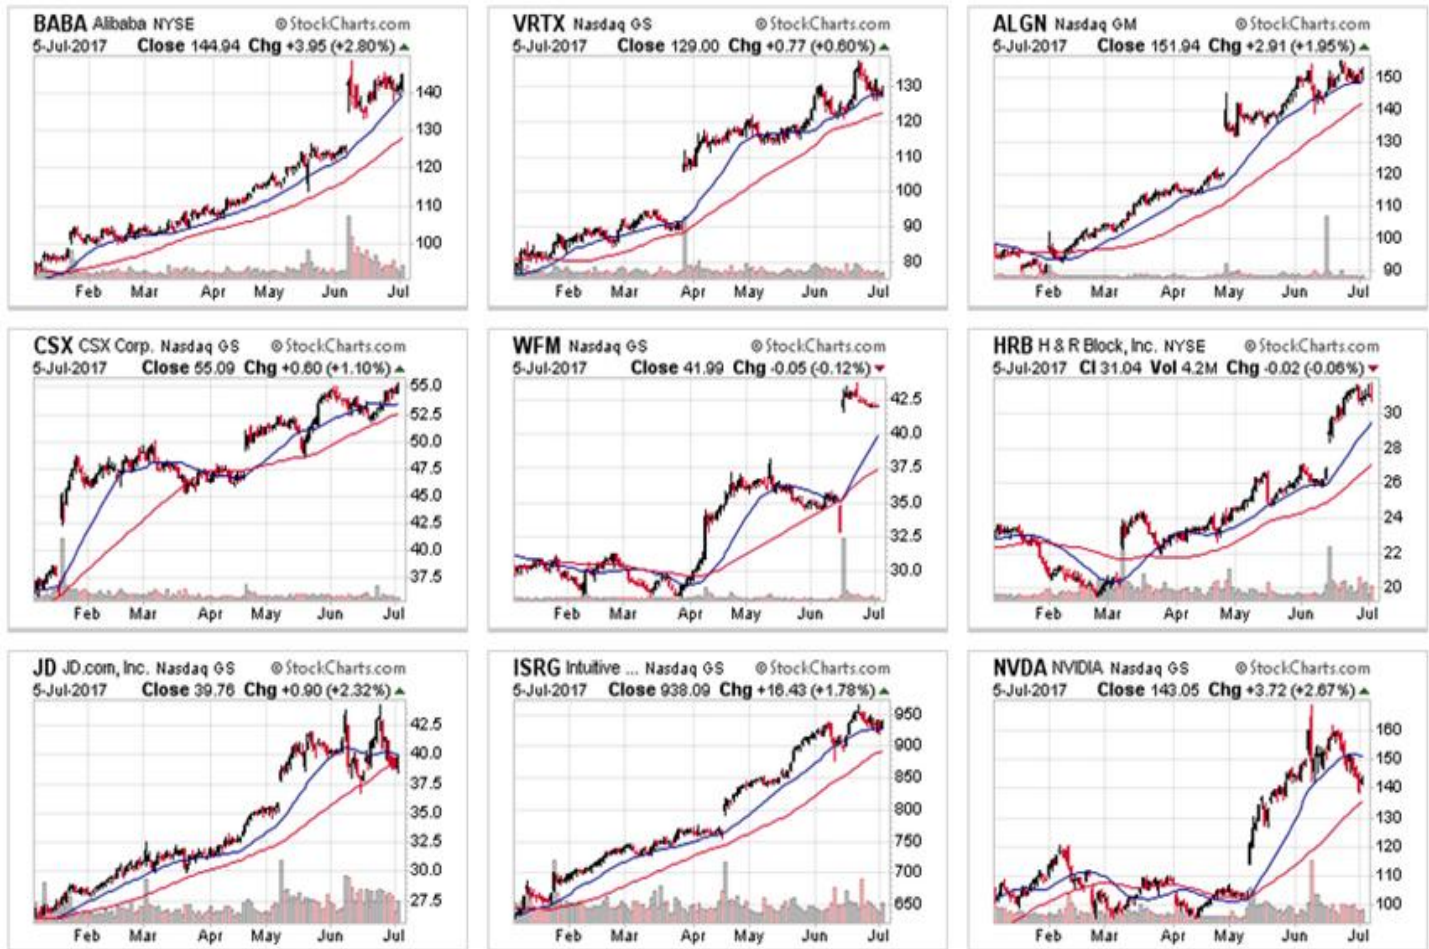 BABA Alibaba NYSE © StockCharts.com
5-Jul-2017 Close 144.94 Chg +3.95 (+2.80%)
140
130
120
110
100
Feb Mar Apr May Jun Jul
VRTX Nasdaq GS © StockCharts.com
5-Jul-2017 Close 129.00 Chg +0.77 (+0.60%)
130
120
110
100
90
80
Feb Mar Apr May Jun Jul
ALGN Nasdaq GM © StockCharts.com
5-Jul-2017 Close 151.94 Chg +2.91 (+1.95%)
150
140
130
120
110
100
90
Feb Mar Apr May Jun Jul
CSX CSX Corp. Nasdaq GS © StockCharts.com
5-Jul-2017 Close 55.09 Chg +0.60 (+1.10%)
55.0
52.5
50.0
47.5
45.0
42.5
40.0
37.5
Feb Mar Apr May Jun Jul
WFM Nasdaq GS © StockCharts.com
5-Jul-2017 Close 41.99 Chg -0.05 (-0.12%)
42.5
40.0
37.5
35.0
32.5
30.0
Feb Mar Apr May Jun Jul
HRB H & R Block, Inc. NYSE © StockCharts.com
5-Jul-2017 Cl 31.04 Vol 4.2M Chg -0.02 (-0.06%)
30
28
26
24
22
20
Feb Mar Apr May Jun Jul
JD JD.com, Inc. Nasdaq GS © StockCharts.com
5-Jul-2017 Close 39.76 Chg +0.90 (+2.32%)
42.5
40.0
37.5
35.0
32.5
30.0
27.5
Feb Mar Apr May Jun Jul
ISRG Intuitive ... Nasdaq GS © StockCharts.com
5-Jul-2017 Close 938.09 Chg +16.43 (+1.78%)
950
900
850
800
750
700
650
Feb Mar Apr May Jun Jul
NVDA NVIDIA Nasdaq GS © StockCharts.com
5-Jul-2017 Close 143.05 Chg +3.72 (+2.67%)
160
150
140
130
120
110
100
Feb Mar Apr May Jun Jul